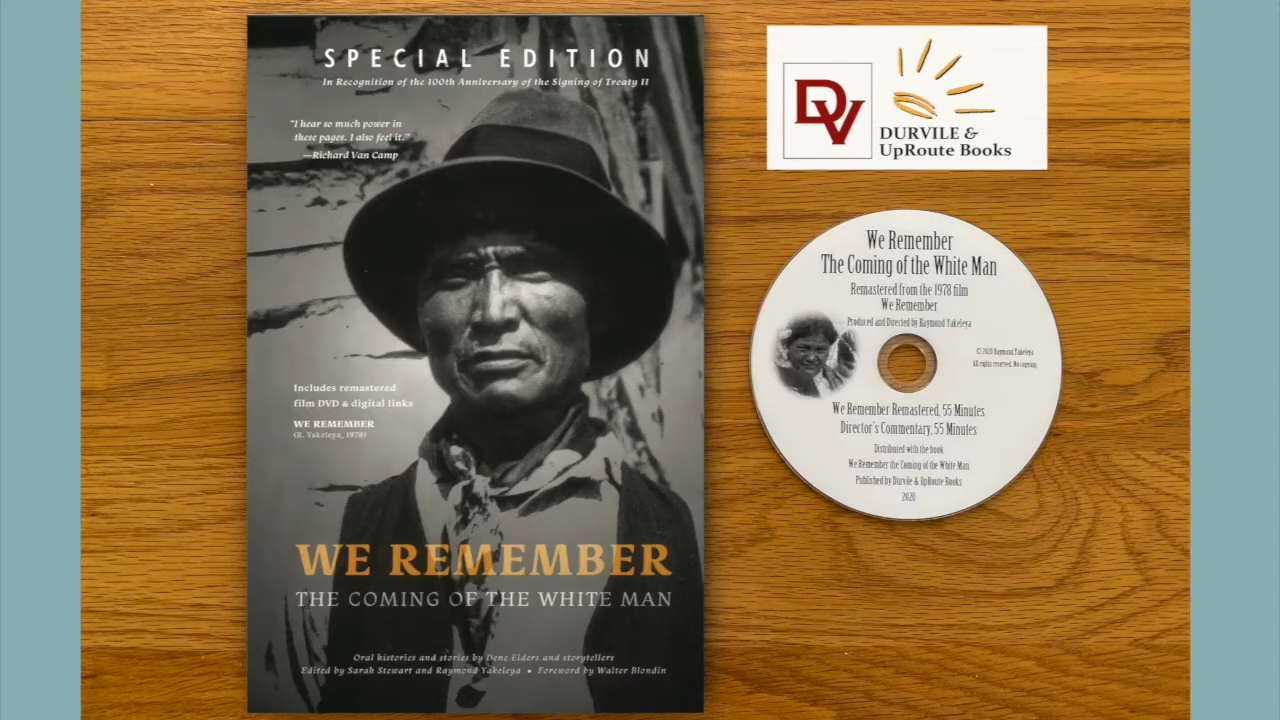 SPECIAL EDITION
In Recognition of the 100th Anniversary of the Signing of Treaty 11
"I hear so much power in
these pages. I also feel it."
—Richard Van Camp
Includes remastered
film DVD & digital links
WE REMEMBER
(R. Yakeleya, 1978)
WE REMEMBER
THE COMING OF THE WHITE MAN
Oral histories and stories by Dene Elders and storytellers
Edited by Sarah Stewart and Raymond Yakeleya • Foreword by Walter Blondin
DV
DURVILE &
UpRoute Books
We Remember
The Coming of the White Man
Remastered from the 1978 film
We Remember
Produced and Directed by Raymond Yakeleya
© 2020 Raymond Yakeleya
All rights reserved. No copying.
We Remember Remastered, 55 Minutes
Director's Commentary, 55 Minutes
Distributed with the book
We Remember the Coming of the White Man
Published by Durvile & UpRoute Books
2020